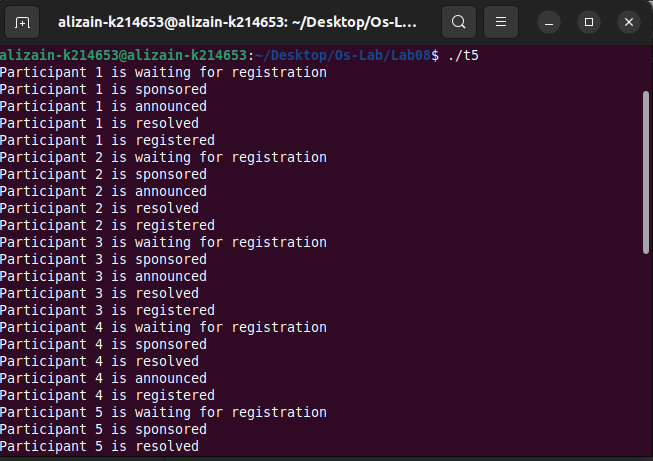 alizain-k214653@alizain-k214653: ~/Desktop/Os-L...
alizain-k214653@alizain-k214653:~/Desktop/Os-Lab/Lab08$ ./t5
Participant 1 is waiting for registration
Participant 1 is sponsored
Participant 1 is announced
Participant 1 is resolved
Participant 1 is registered
Participant 2 is waiting for registration
Participant 2 is sponsored
Participant 2 is announced
Participant 2 is resolved
Participant 2 is registered
Participant 3 is waiting for registration
Participant 3 is sponsored
Participant 3 is announced
Participant 3 is resolved
Participant 3 is registered
Participant 4 is waiting for registration
Participant 4 is sponsored
Participant 4 is resolved
Participant 4 is announced
Participant 4 is registered
Participant 5 is waiting for registration
Participant 5 is sponsored
Participant 5 is resolved